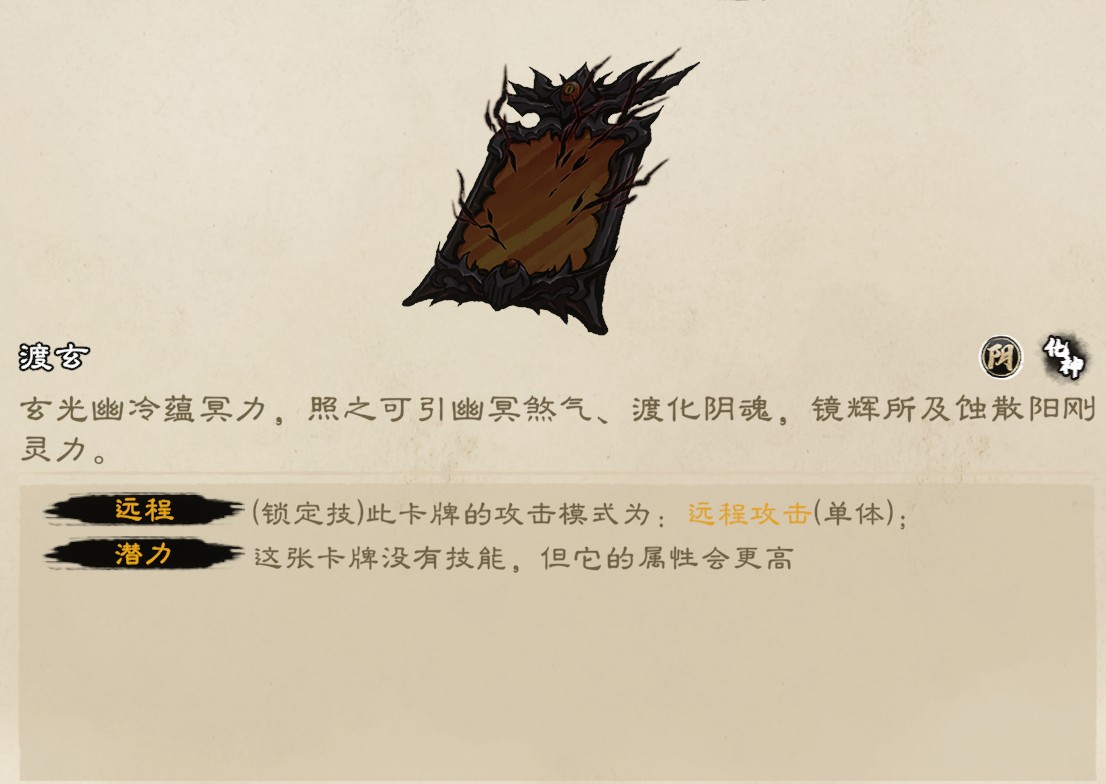 渡玄 阴 化神
玄光幽冷蕴冥力，照之可引幽冥煞气、渡化阴魂，镜辉所及蚀散阳刚
灵力。
远程 (锁定技)此卡牌的攻击模式为：远程攻击(单体)；
潜力 这张卡牌没有技能，但它的属性会更高